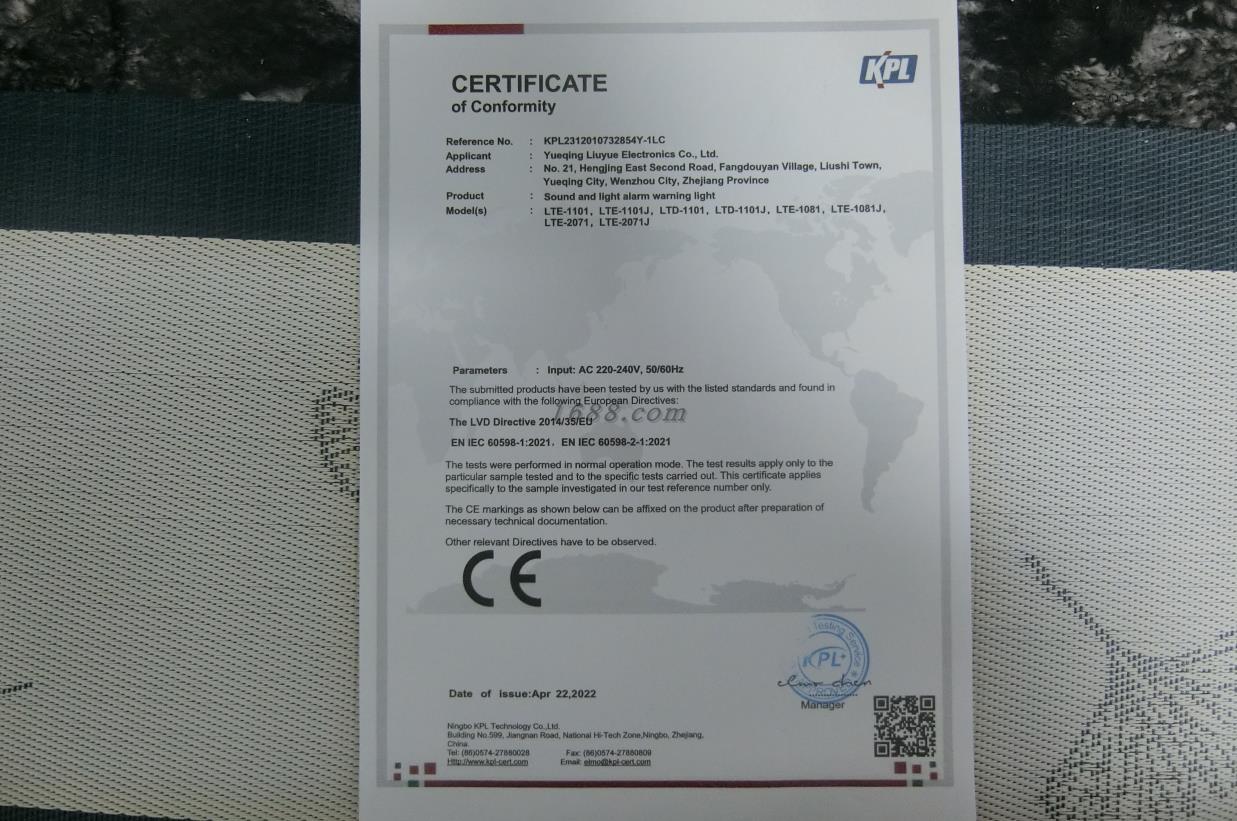 KPL
CERTIFICATE
of Conformity
Reference No. : KPL2312010732854Y-1LC
Applicant : Yueqing Liuyue Electronics Co., Ltd.
Address : No. 21, Hengjing East Second Road, Fangdouyan Village, Liushi Town,
Yueqing City, Wenzhou City, Zhejiang Province
Product : Sound and light alarm warning light
Model(s) : LTE-1101, LTE-1101J, LTD-1101, LTD-1101J, LTE-1081, LTE-1081J,
LTE-2071, LTE-2071J
Parameters : Input: AC 220-240V, 50/60Hz
The submitted products have been tested by us with the listed standards and found in
compliance with the following European Directives:
1688.com
The LVD Directive 2014/35/EU
EN IEC 60598-1:2021, EN IEC 60598-2-1:2021
The tests were performed in normal operation mode. The test results apply only to the
particular sample tested and to the specific tests carried out. This certificate applies
specifically to the sample investigated in our test reference number only.
The CE markings as shown below can be affixed on the product after preparation of
necessary technical documentation.
Other relevant Directives have to be observed.
CE
Testing Service
KPL+
Date of issue:Apr 22,2022
Manager
Ningbo KPL Technology Co.,Ltd.
Building No.599, Jiangnan Road, National Hi-Tech Zone,Ningbo, Zhejiang,
China.
Tel: (86)0574-27880028 Fax: (86)0574-27880809
Http://www.kpl-cert.com Email: elmo@kpl-cert.com